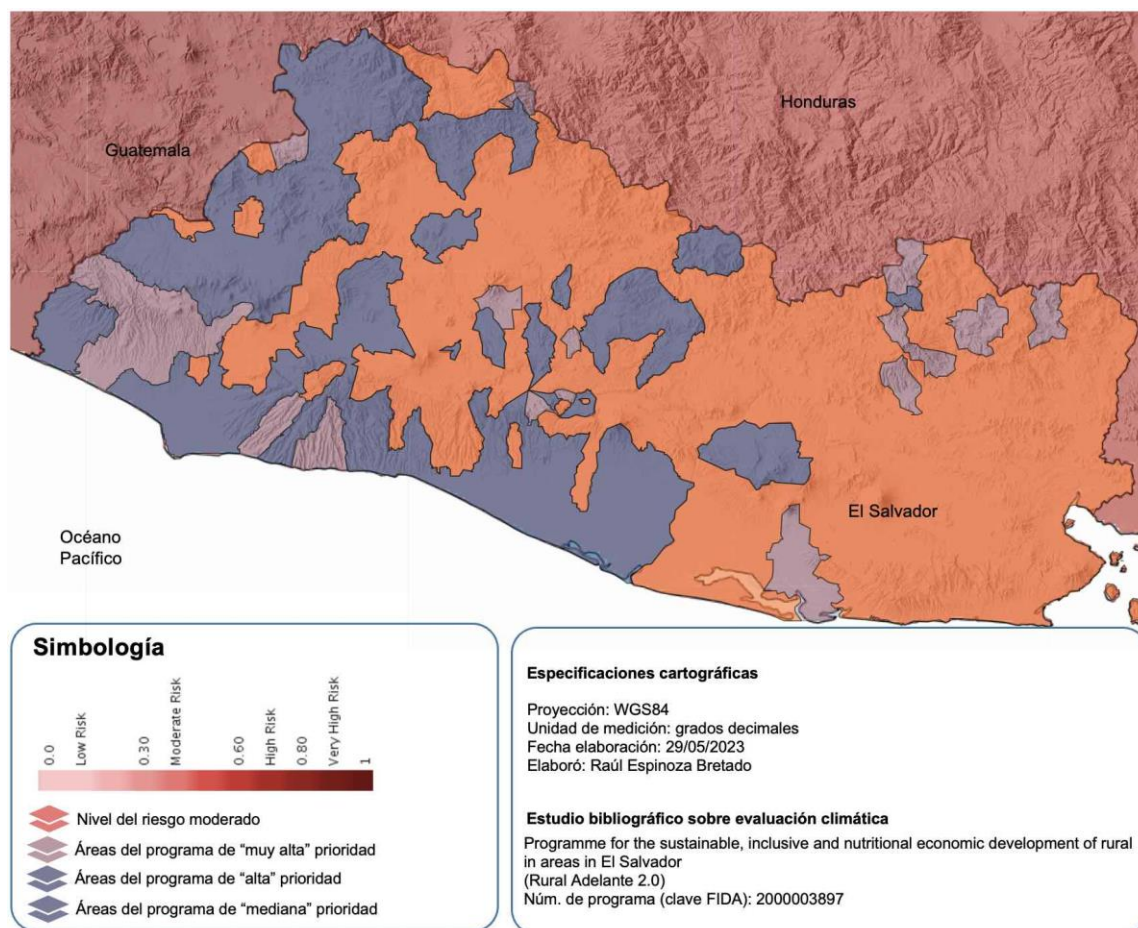 Honduras
Guatemala
El Salvador
Océano
Pacífico
Simbología
0.0
Low Risk
0.30
Moderate Risk
0.60
High Risk
0.80
Very High Risk
1
Nivel del riesgo moderado
Áreas del programa de “muy alta” prioridad
Áreas del programa de “alta” prioridad
Áreas del programa de “mediana” prioridad
Especificaciones cartográficas
Proyección: WGS84
Unidad de medición: grados decimales
Fecha elaboración: 29/05/2023
Elaboró: Raúl Espinoza Bretado
Estudio bibliográfico sobre evaluación climática
Programme for the sustainable, inclusive and nutritional economic development of rural
in areas in El Salvador
(Rural Adelante 2.0)
Núm. de programa (clave FIDA): 2000003897